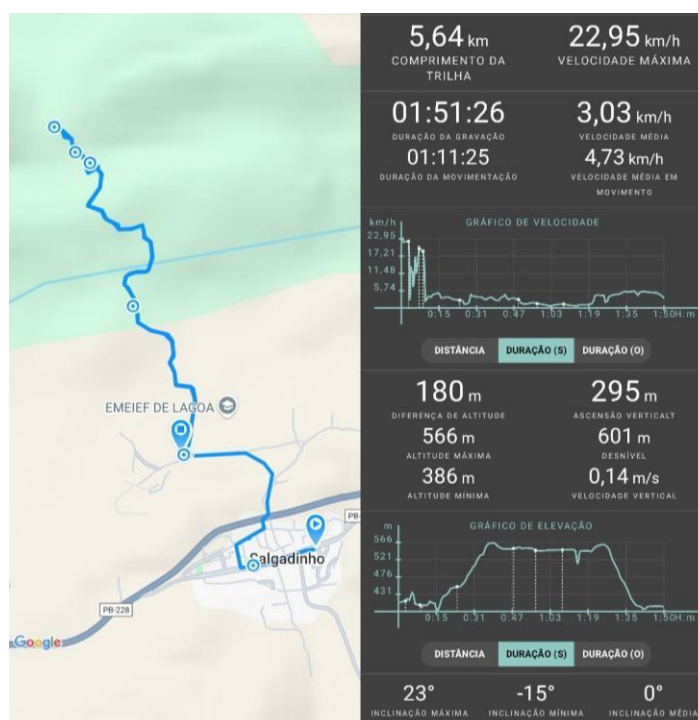 EMEIEF DE LAGOA
Salgadinho
PB-
PB-228
Google
5,64 km
COMPRIMENTO DA
TRILHA
22,95 km/h
VELOCIDADE MÁXIMA
01:51:26
DURAÇÃO DA GRAVAÇÃO
3,03 km/h
VELOCIDADE MÉDIA
01:11:25
DURAÇÃO DA MOVIMENTAÇÃO
4,73 km/h
VELOCIDADE MÉDIA EM
MOVIMENTO
GRÁFICO DE VELOCIDADE
km/h
22,95
17,21
11,48
5,74
0:15 0:31 0:47 1:03 1:19 1:35 1:50H:m
DISTÂNCIA DURAÇÃO (S) DURAÇÃO (O)
180 m
DIFERENÇA DE ALTITUDE
295 m
ASCENSÃO VERTICALT
566 m
ALTITUDE MÁXIMA
601 m
DESNÍVEL
386 m
ALTITUDE MÍNIMA
0,14 m/s
VELOCIDADE VERTICAL
GRÁFICO DE ELEVAÇÃO
m
566
521
476
431
0:15 0:31 0:47 1:03 1:19 1:35 1:50H:m
DISTÂNCIA DURAÇÃO (S) DURAÇÃO (O)
23°
INCLINAÇÃO MÁXIMA
-15°
INCLINAÇÃO MÍNIMA
0°
INCLINAÇÃO MÉDIA